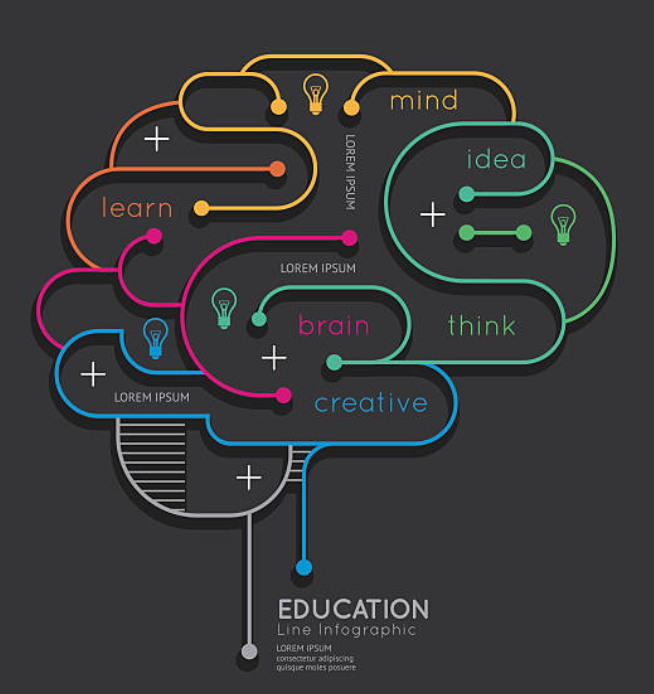 mind
LOREM IPSUM
idea
learn
LOREM IPSUM
brain
think
LOREM IPSUM
creative
EDUCATION
Line Infographic
LOREM IPSUM
consectetur adipiscing
quisque moles posuere